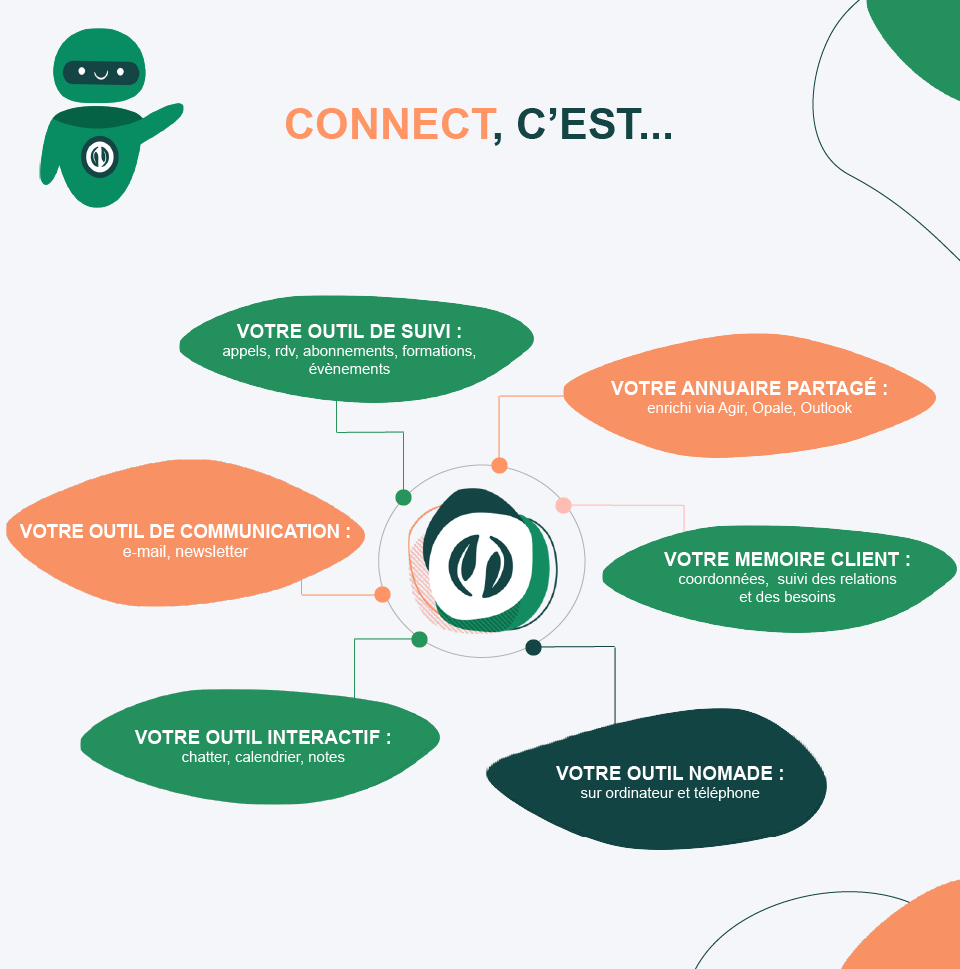 CONNECT, C’EST...
VOTRE OUTIL DE SUIVI :
appels, rdv, abonnements, formations,
évènements
VOTRE ANNUAIRE PARTAGÉ :
enrichi via Agir, Opale, Outlook
VOTRE OUTIL DE COMMUNICATION :
e-mail, newsletter
VOTRE MEMOIRE CLIENT :
coordonnées,  suivi des relations
et des besoins
VOTRE OUTIL INTERACTIF :
chatter, calendrier, notes
VOTRE OUTIL NOMADE :
sur ordinateur et téléphone